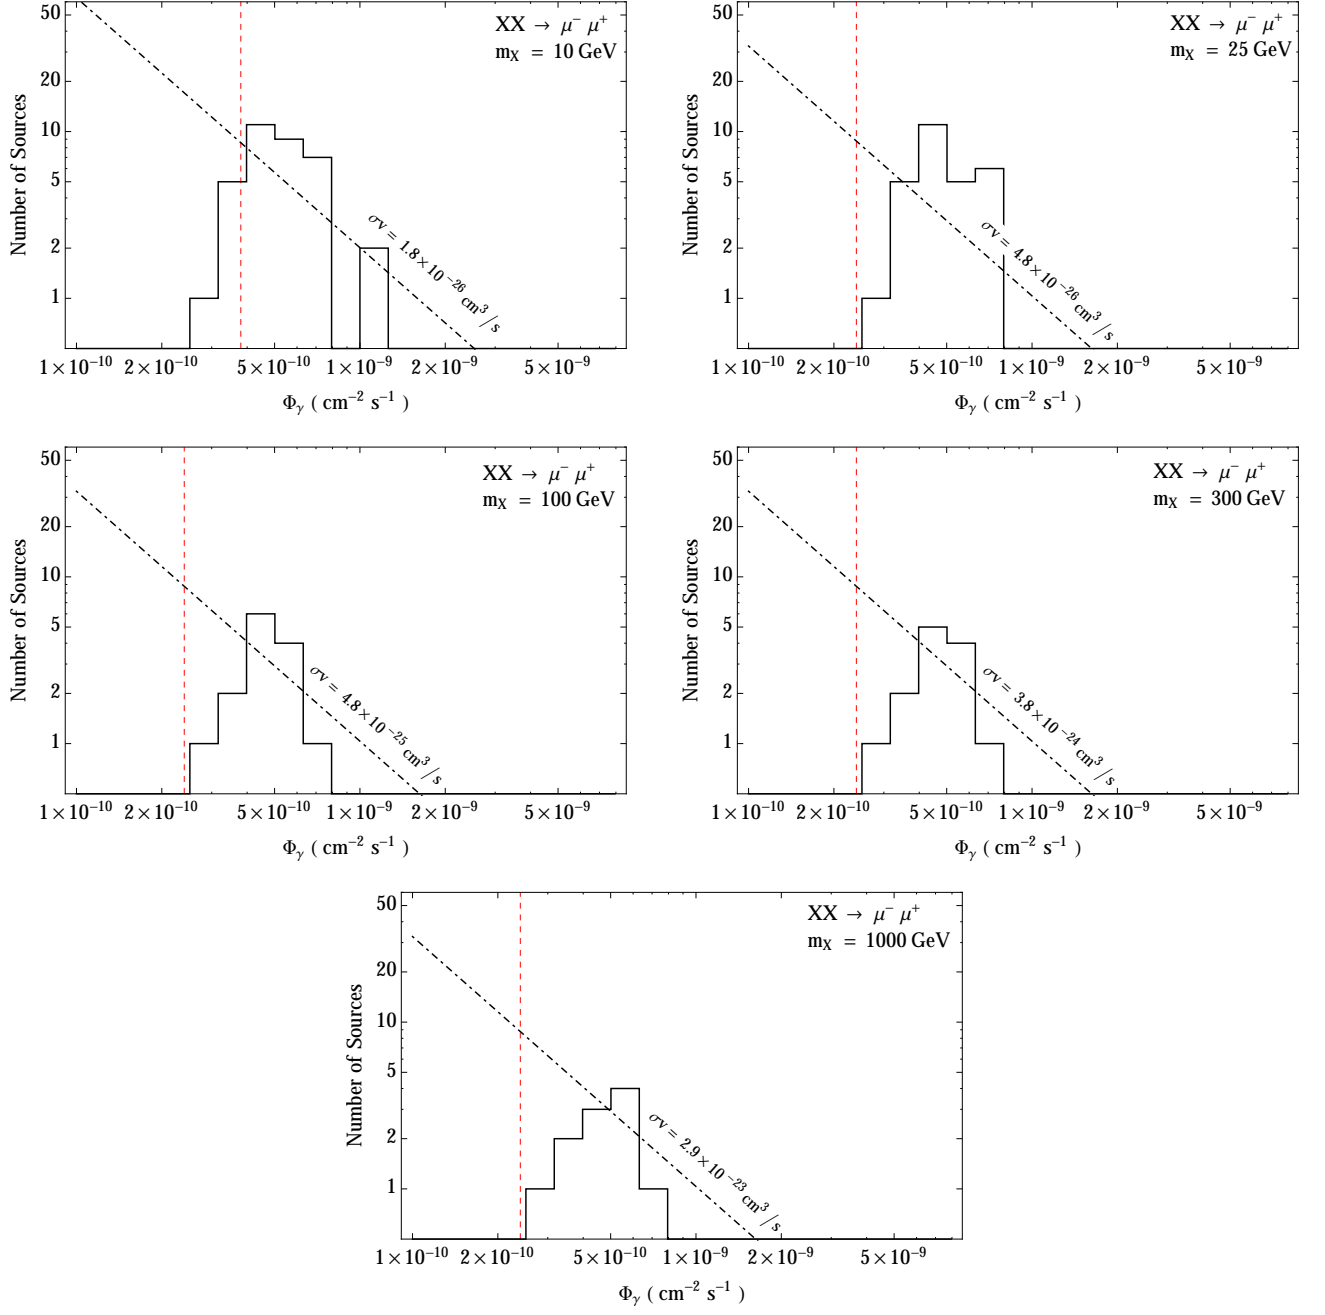 XX → μ⁻ μ⁺
mX = 10 GeV
50
20
10
5
2
1
Number of Sources
σv = 1.8×10⁻²⁶ cm³/s
1×10⁻¹⁰ 2×10⁻¹⁰ 5×10⁻¹⁰ 1×10⁻⁹ 2×10⁻⁹ 5×10⁻⁹
Φγ ( cm⁻² s⁻¹ )
XX → μ⁻ μ⁺
mX = 25 GeV
50
20
10
5
2
1
Number of Sources
σv = 4.8×10⁻²⁶ cm³/s
1×10⁻¹⁰ 2×10⁻¹⁰ 5×10⁻¹⁰ 1×10⁻⁹ 2×10⁻⁹ 5×10⁻⁹
Φγ ( cm⁻² s⁻¹ )
XX → μ⁻ μ⁺
mX = 100 GeV
50
20
10
5
2
1
Number of Sources
σv = 4.8×10⁻²⁵ cm³/s
1×10⁻¹⁰ 2×10⁻¹⁰ 5×10⁻¹⁰ 1×10⁻⁹ 2×10⁻⁹ 5×10⁻⁹
Φγ ( cm⁻² s⁻¹ )
XX → μ⁻ μ⁺
mX = 300 GeV
50
20
10
5
2
1
Number of Sources
σv = 3.8×10⁻²⁴ cm³/s
1×10⁻¹⁰ 2×10⁻¹⁰ 5×10⁻¹⁰ 1×10⁻⁹ 2×10⁻⁹ 5×10⁻⁹
Φγ ( cm⁻² s⁻¹ )
XX → μ⁻ μ⁺
mX = 1000 GeV
50
20
10
5
2
1
Number of Sources
σv = 2.9×10⁻²³ cm³/s
1×10⁻¹⁰ 2×10⁻¹⁰ 5×10⁻¹⁰ 1×10⁻⁹ 2×10⁻⁹ 5×10⁻⁹
Φγ ( cm⁻² s⁻¹ )